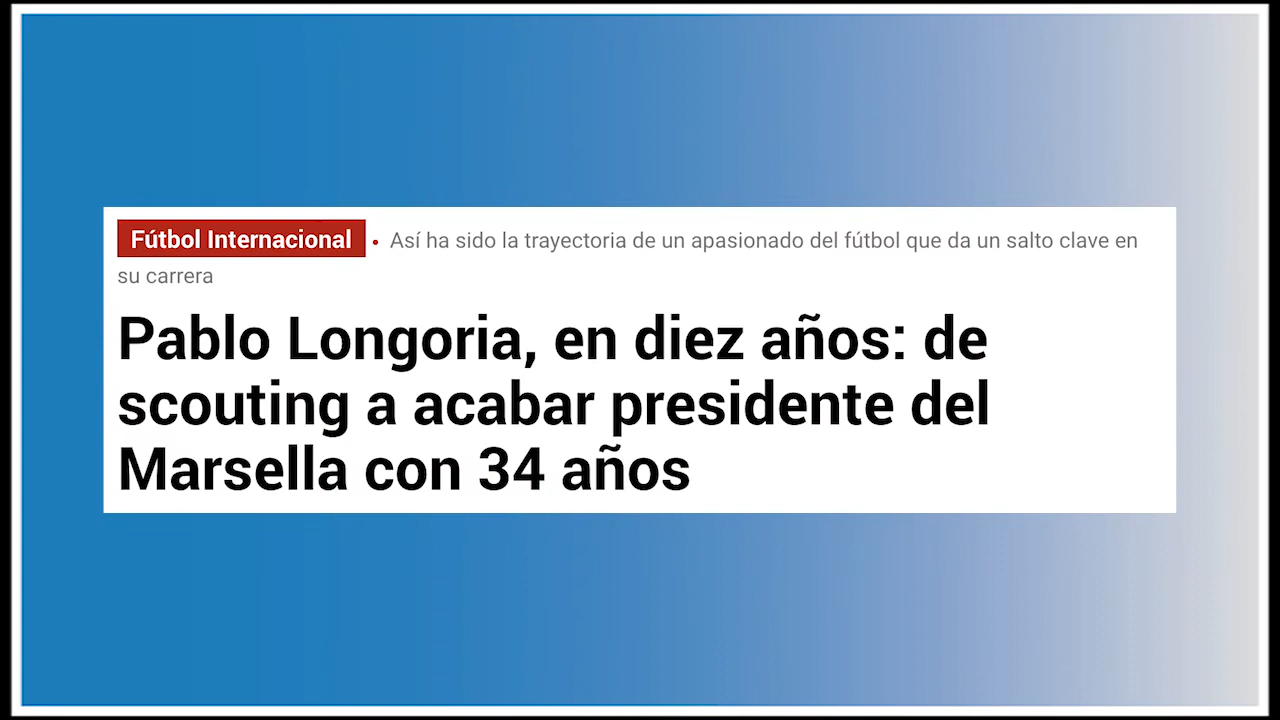 Fútbol Internacional • Así ha sido la trayectoria de un apasionado del fútbol que da un salto clave en
su carrera
Pablo Longoria, en diez años: de
scouting a acabar presidente del
Marsella con 34 años